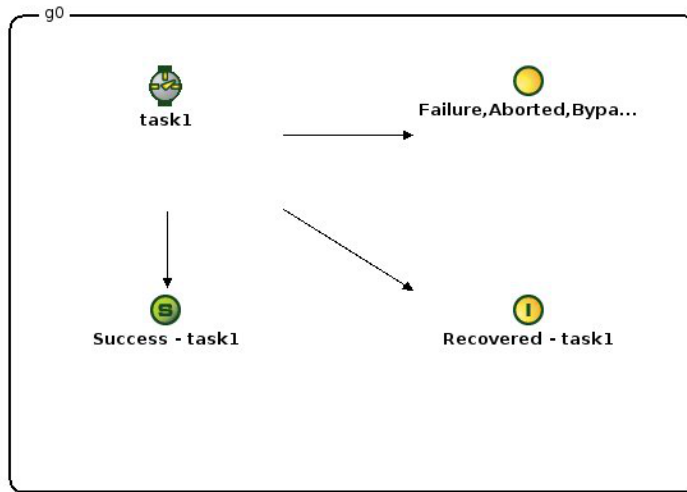 g0
task1
Failure,Aborted,Bypa...
S
Success - task1
I
Recovered - task1